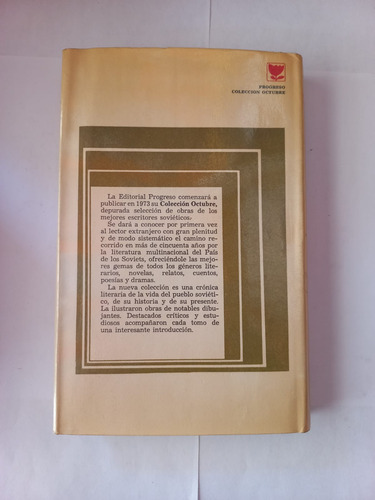 PROGRESO
COLECCION OCTUBRE
La Editorial Progreso comenzará a
publicar en 1973 su Colección Octubre,
depurada selección de obras de los
mejores escritores soviéticos.
Se dará a conocer por primera vez
al lector extranjero con gran plenitud
y de modo sistemático el camino re-
corrido en más de cincuenta años por
la literatura multinacional del País
de los Soviets, ofreciéndole las mejo-
res gemas de todos los géneros lite-
rarios, novelas, relatos, cuentos,
poesías y dramas.
La nueva colección es una crónica
literaria de la vida del pueblo soviéti-
co, de su historia y de su presente.
La ilustraron obras de notables dibu-
jantes. Destacados críticos y estu-
diosos acompañaron cada tomo de
una interesante introducción.